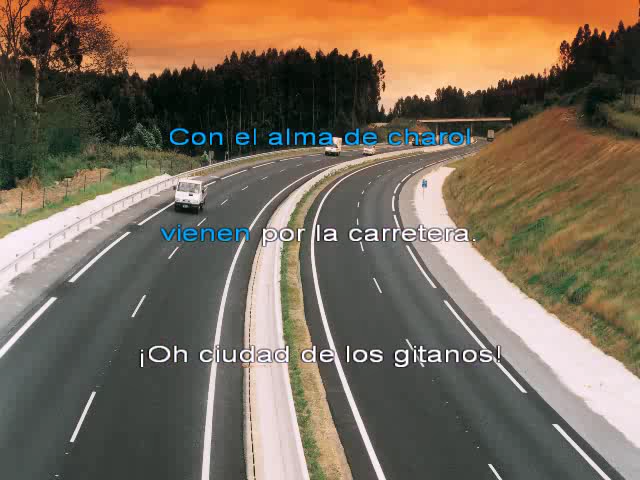 Con el alma de charol
vienen por la carretera.
¡Oh ciudad de los gitanos!